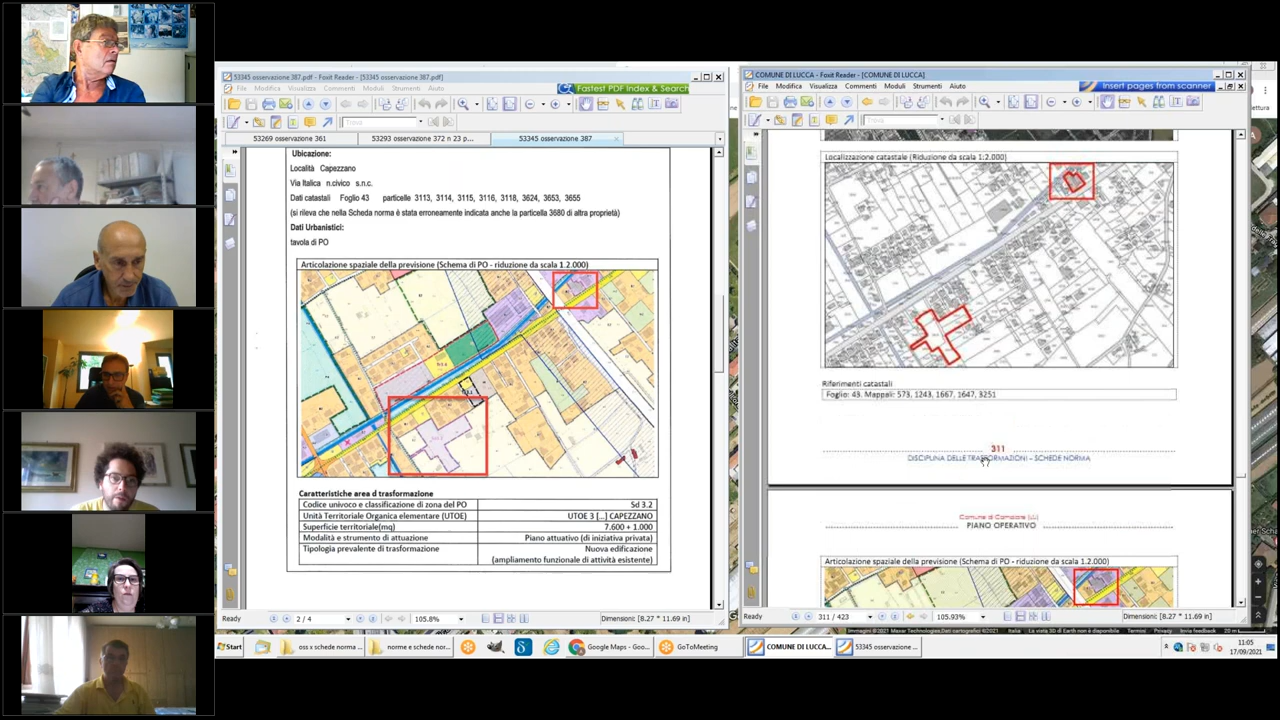 53345 osservazione 387.pdf - Foxit Reader - [53345 osservazione 387.pdf]
File Modifica Visualizza Commenti Moduli Strumenti Aiuto
Fastest PDF Index & Search
Trova
53269 osservazione 361
53293 osservazione 372 n 23 p...
53345 osservazione 387
Ubicazione:
Località Capezzano
Via Italica n.civico s.n.c.
Dati catastali Foglio 43 particelle 3113, 3114, 3115, 3116, 3118, 3624, 3653, 3655
(si rileva che nella Scheda norma è stata erroneamente indicata anche la particella 3680 di altra proprietà)
Dati Urbanistici:
tavola di PO
Articolazione spaziale della previsione (Schema di PO - riduzione da scala 1.2.000)
Caratteristiche area d trasformazione
Codice univoco e classificazione di zona del PO Sd 3.2
Unità Territoriale Organica elementare (UTOE) UTOE 3 [...] CAPEZZANO
Superficie territoriale(mq) 7.600 + 1.000
Modalità e strumento di attuazione Piano attuativo (di iniziativa privata)
Tipologia prevalente di trasformazione Nuova edificazione
(ampliamento funzionale di attività esistente)
Ready
2 / 4
105.8%
Dimensioni: [8.27 * 11.69 in]
COMUNE DI LUCCA - Foxit Reader - [COMUNE DI LUCCA]
File Modifica Visualizza Commenti Moduli Strumenti Aiuto
Insert pages from scanner
Trova
Localizzazione catastale (Riduzione da scala 1:2.000)
Riferimenti catastali
Foglio: 43. Mappali: 573, 1243, 1667, 1647, 3251
311
DISCIPLINA DELLE TRASFORMAZIONI – SCHEDE NORMA
PIANO OPERATIVO
Articolazione spaziale della previsione (Schema di PO - riduzione da scala 1.2.000)
Ready
311 / 423
105.93%
Dimensioni: [8.27 * 11.69 in]
Start
oss x schede norma ...
norme e schede nor...
Google Maps - Goo...
GoToMeeting
COMUNE DI LUCCA...
53345 osservazione ...
11:05
17/09/2021